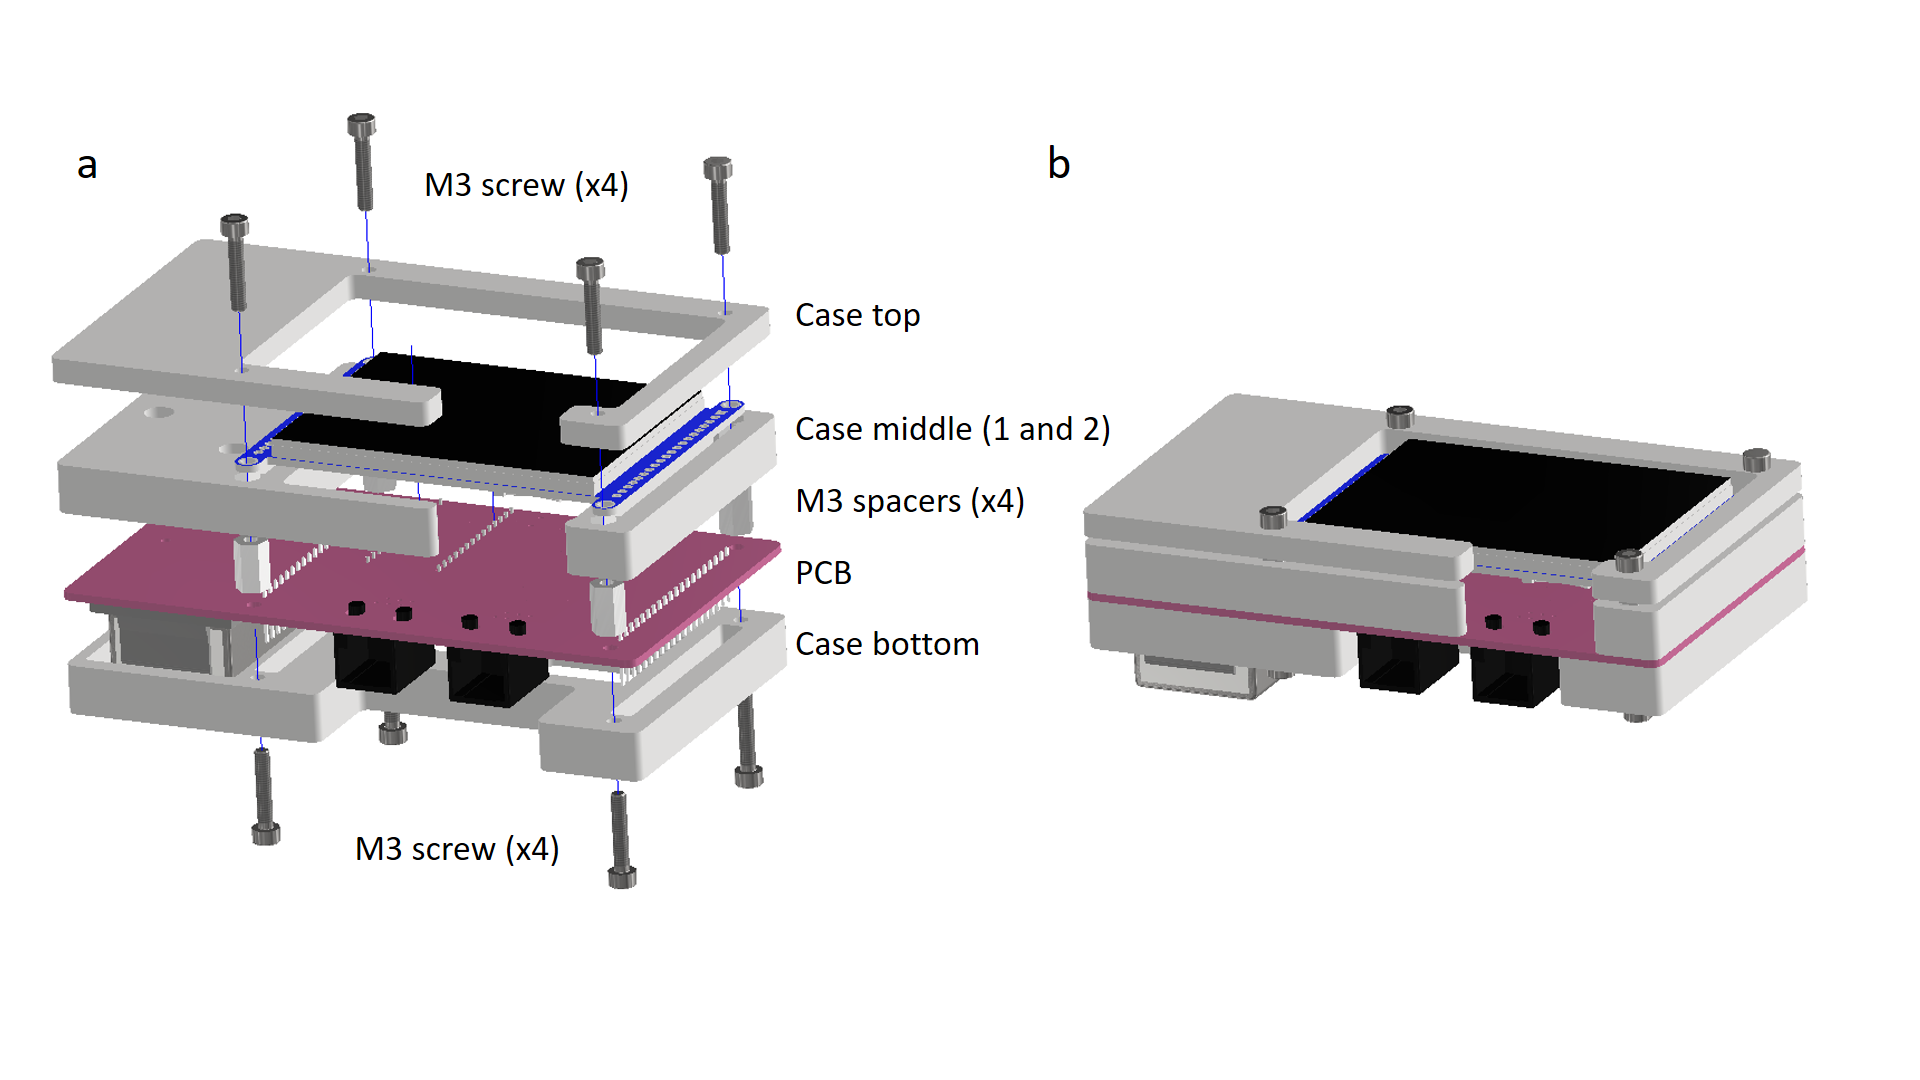 a
b
M3 screw (x4)
Case top
Case middle (1 and 2)
M3 spacers (x4)
PCB
Case bottom
M3 screw (x4)